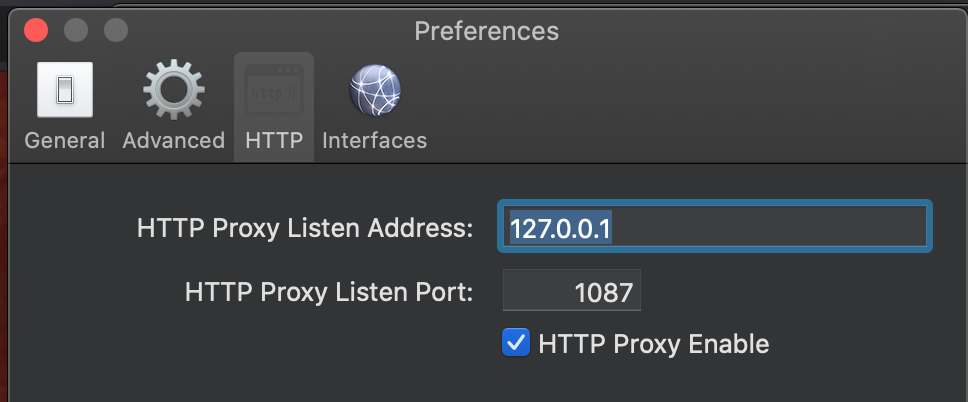 Preferences
General Advanced HTTP Interfaces
HTTP Proxy Listen Address: 127.0.0.1
HTTP Proxy Listen Port: 1087
HTTP Proxy Enable